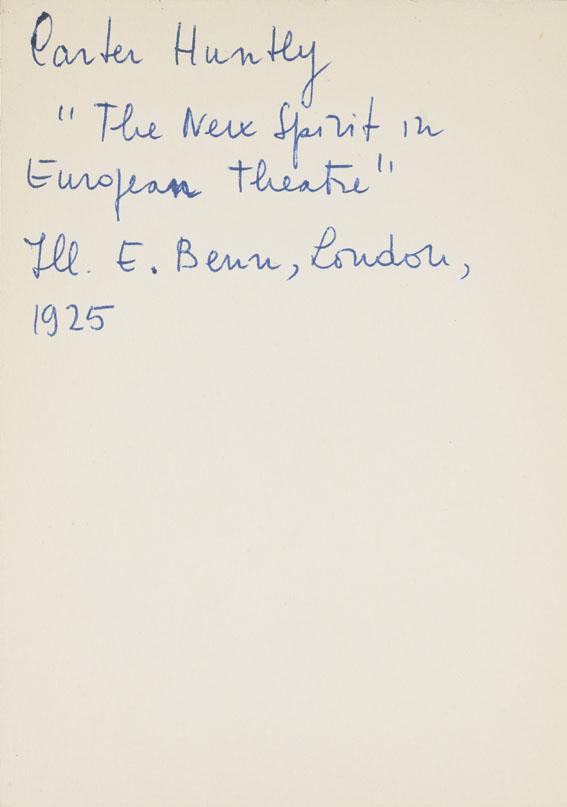 Carter Huntly
"The New Spirit in
European theatre"
Ill. E. Benn, London,
1925